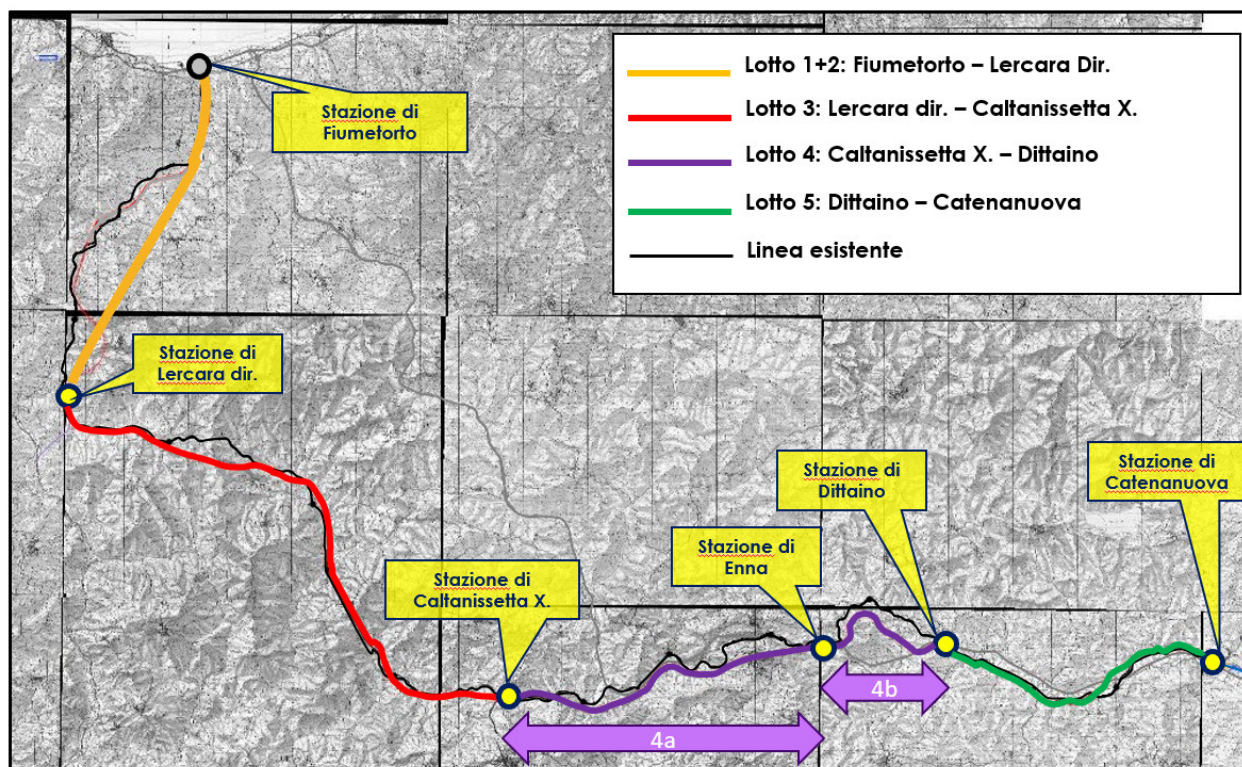 Lotto 1+2: Fiumetorto – Lercara Dir.
Lotto 3: Lercara dir. – Caltanissetta X.
Lotto 4: Caltanissetta X. – Dittaino
Lotto 5: Dittaino – Catenanuova
Linea esistente
Stazione di
Fiumetorto
Stazione di
Lercara dir.
Stazione di
Caltanissetta X.
Stazione di
Enna
Stazione di
Dittaino
Stazione di
Catenanuova
4a
4b